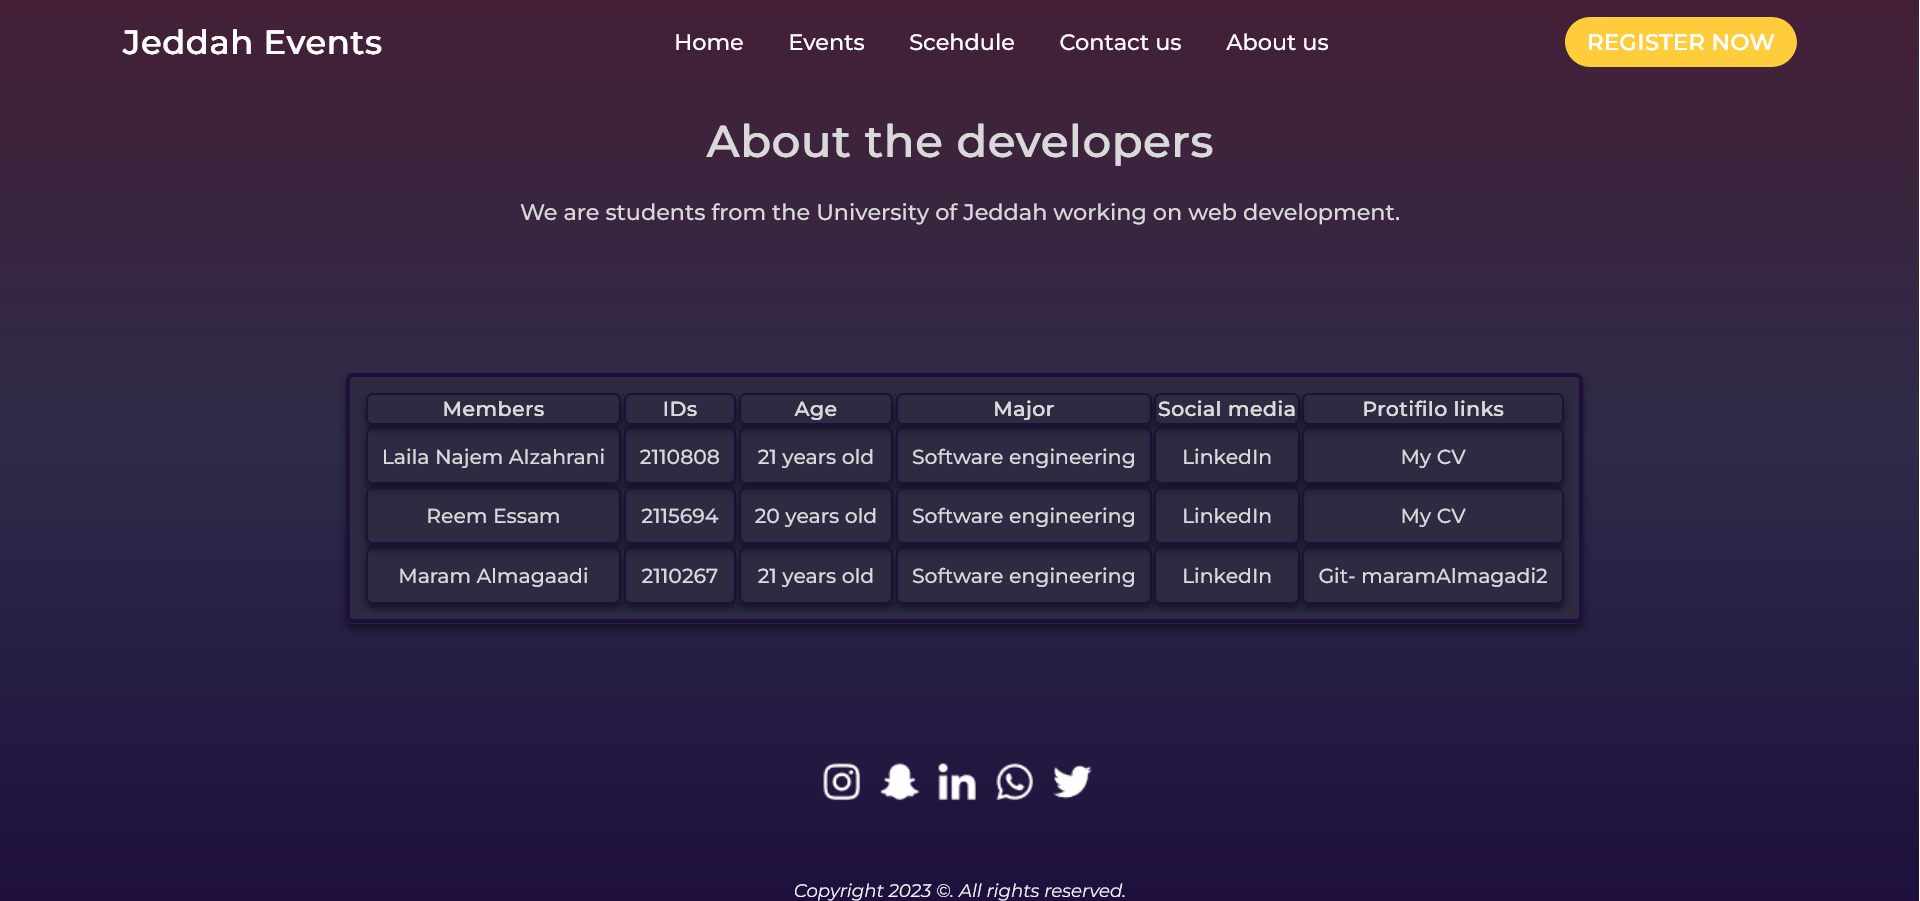 Jeddah Events Home Events Scehdule Contact us About us REGISTER NOW
About the developers
We are students from the University of Jeddah working on web development.
Members IDs Age Major Social media Protifilo links
Laila Najem Alzahrani 2110808 21 years old Software engineering LinkedIn My CV
Reem Essam 2115694 20 years old Software engineering LinkedIn My CV
Maram Almagaadi 2110267 21 years old Software engineering LinkedIn Git- maramAlmagadi2
Copyright 2023 ©. All rights reserved.